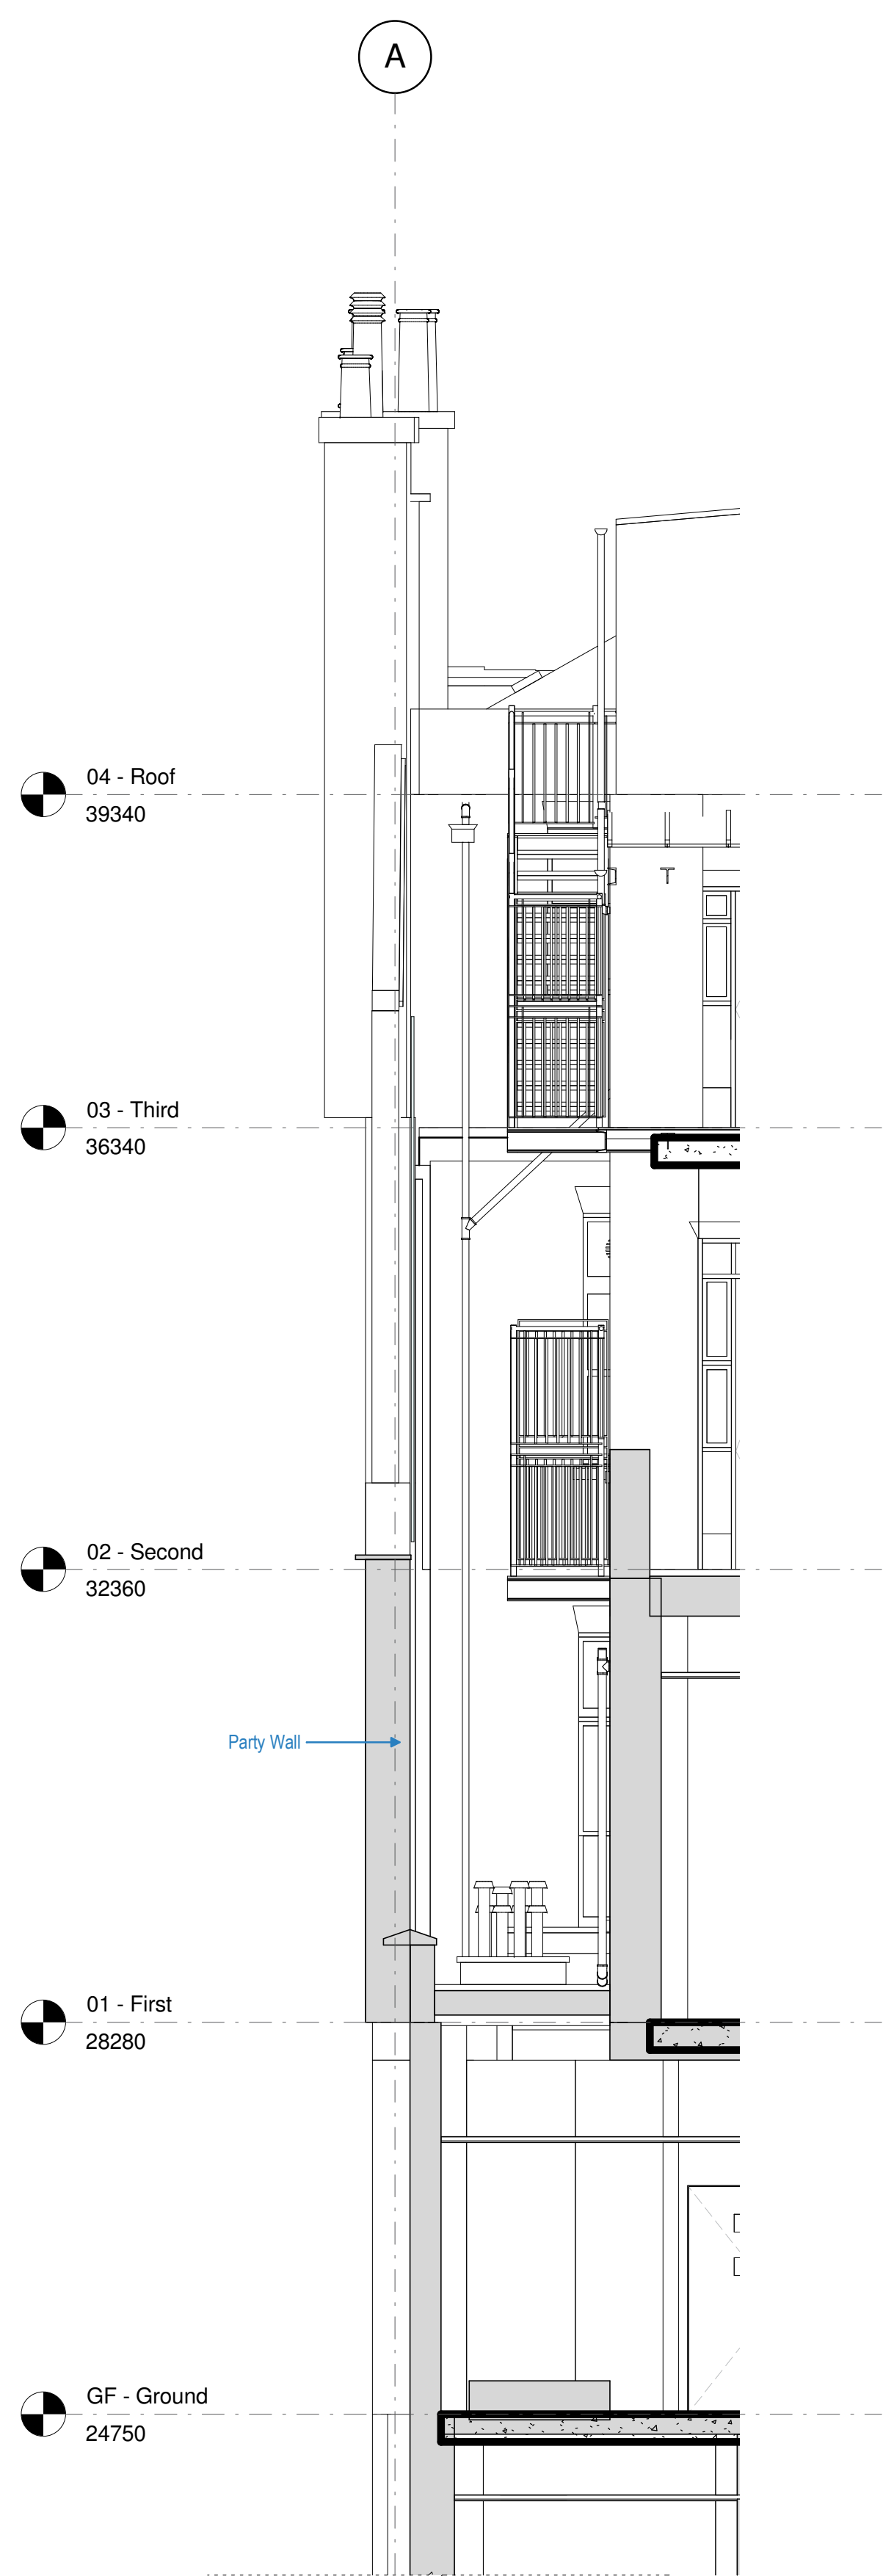 A
04 - Roof
39340
03 - Third
36340
02 - Second
32360
Party Wall
01 - First
28280
GF - Ground
24750